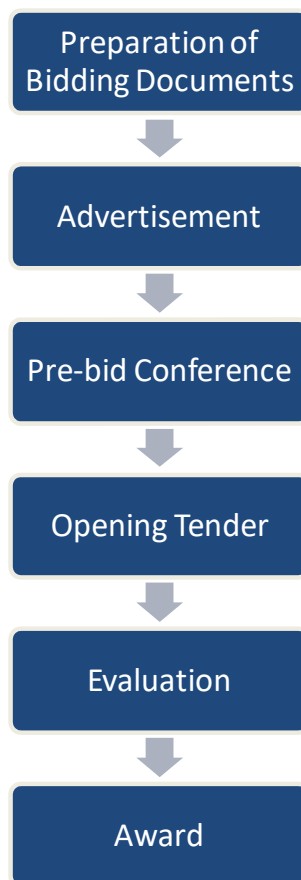 Preparation of
Bidding Documents
Advertisement
Pre-bid Conference
Opening Tender
Evaluation
Award